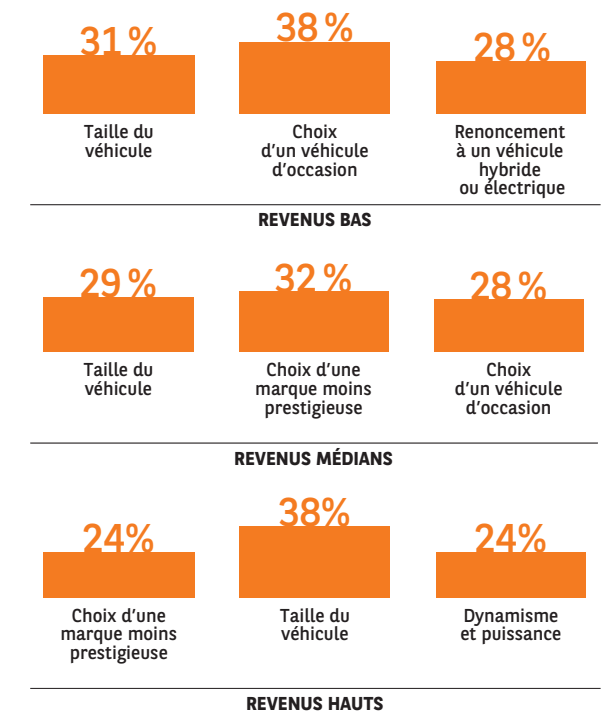 31 %
38 %
28 %
Taille du
véhicule
Choix
d'un véhicule
d'occasion
Renoncement
à un véhicule
hybride
ou électrique
REVENUS BAS
29 %
32 %
28 %
Taille du
véhicule
Choix d'une
marque moins
prestigieuse
Choix
d'un véhicule
d'occasion
REVENUS MÉDIANS
24%
38%
24%
Choix d'une
marque moins
prestigieuse
Taille du
véhicule
Dynamisme
et puissance
REVENUS HAUTS